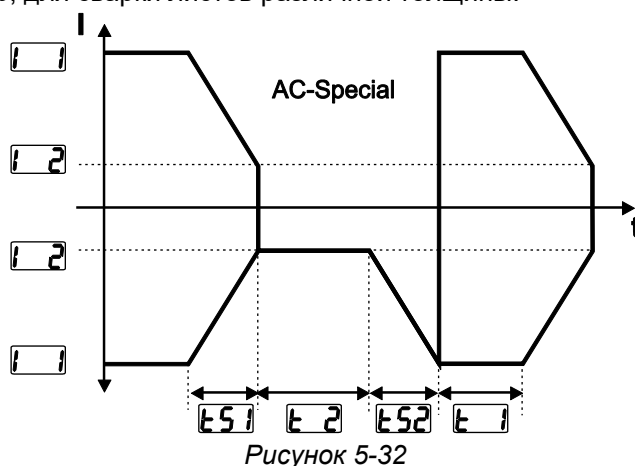 для сварки листов различной толщины.
I
I 1
AC-Special
I 2
t
I 2
I 1
tS1 t 2 tS2 t 1
Рисунок 5-32